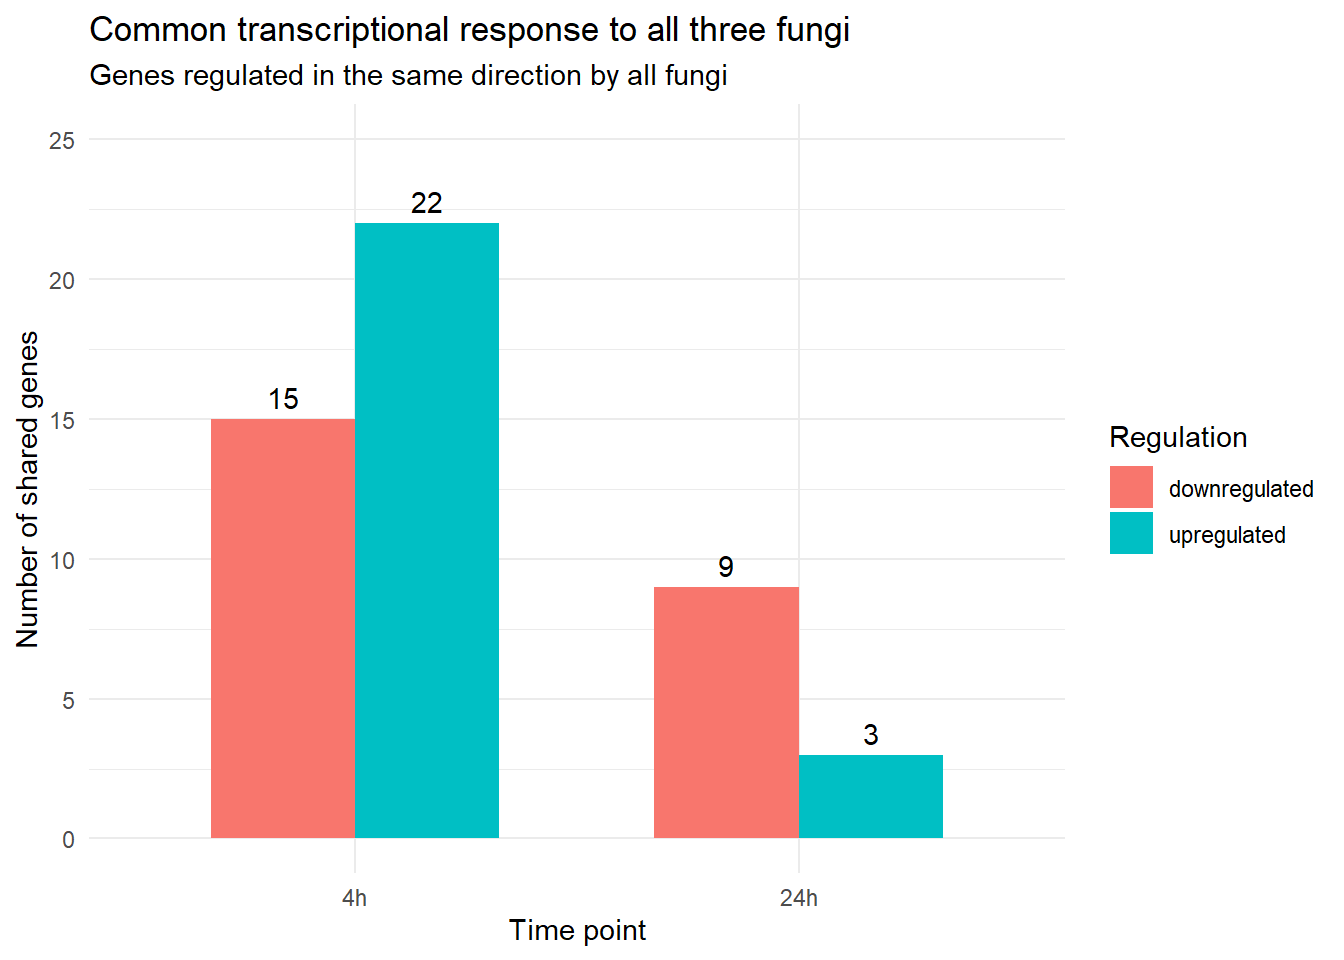 Common transcriptional response to all three fungi
Genes regulated in the same direction by all fungi
Number of shared genes
25
20
15
10
5
0
15
22
9
3
4h
24h
Time point
Regulation
downregulated
upregulated